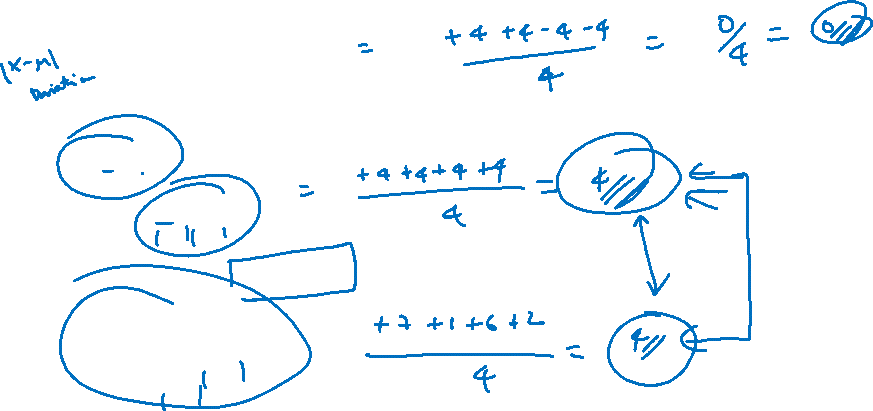 = +4 +4 -4 -4 / 4 = 0/4 = 0
|x-μ|
Deviation
= +4 +4 +4 +4 / 4 = 4
+7 +1 +6 +2 / 4 = 4